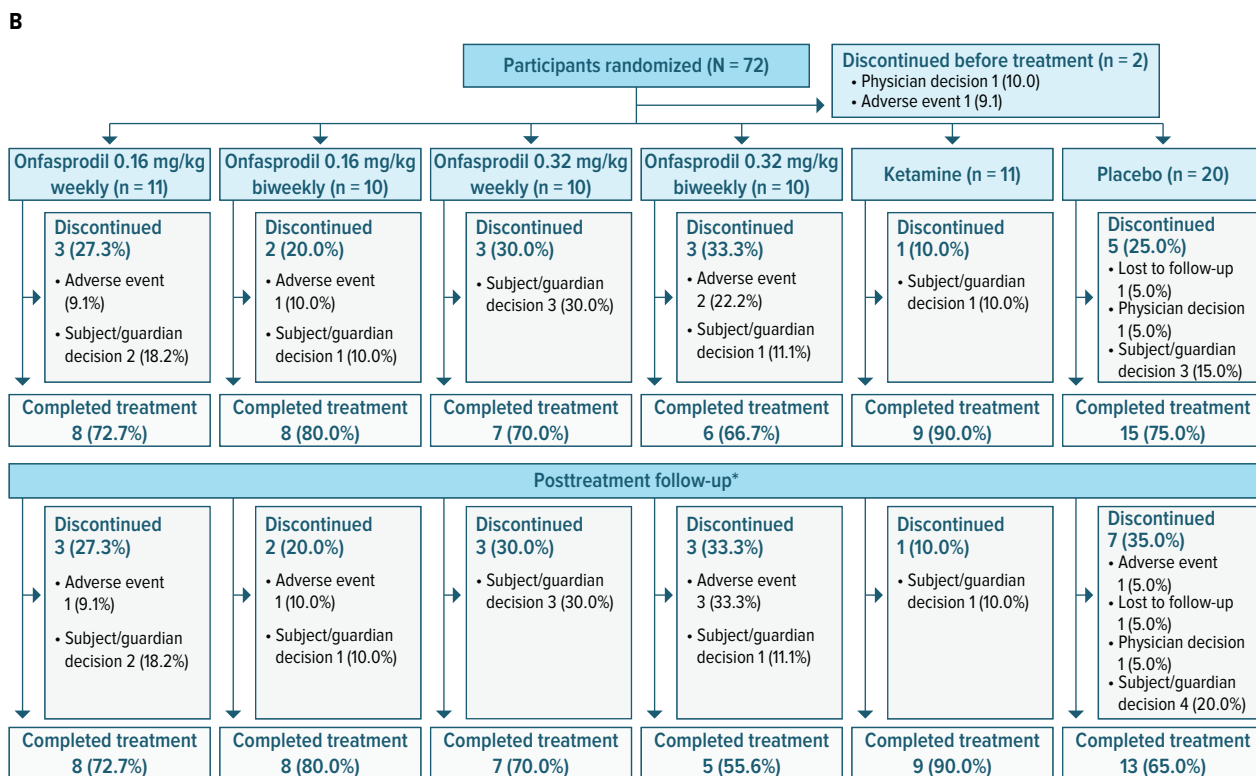 B
Participants randomized (N = 72)
Discontinued before treatment (n = 2)
• Physician decision 1 (10.0)
• Adverse event 1 (9.1)
Onfasprodil 0.16 mg/kg
weekly (n = 11)
Onfasprodil 0.16 mg/kg
biweekly (n = 10)
Onfasprodil 0.32 mg/kg
weekly (n = 10)
Onfasprodil 0.32 mg/kg
biweekly (n = 10)
Ketamine (n = 11)
Placebo (n = 20)
Discontinued
3 (27.3%)
• Adverse event
(9.1%)
• Subject/guardian
decision 2 (18.2%)
Discontinued
2 (20.0%)
• Adverse event
1 (10.0%)
• Subject/guardian
decision 1 (10.0%)
Discontinued
3 (30.0%)
• Subject/guardian
decision 3 (30.0%)
Discontinued
3 (33.3%)
• Adverse event
2 (22.2%)
• Subject/guardian
decision 1 (11.1%)
Discontinued
1 (10.0%)
• Subject/guardian
decision 1 (10.0%)
Discontinued
5 (25.0%)
• Lost to follow-up
1 (5.0%)
• Physician decision
1 (5.0%)
• Subject/guardian
decision 3 (15.0%)
Completed treatment
8 (72.7%)
Completed treatment
8 (80.0%)
Completed treatment
7 (70.0%)
Completed treatment
6 (66.7%)
Completed treatment
9 (90.0%)
Completed treatment
15 (75.0%)
Posttreatment follow-up*
Discontinued
3 (27.3%)
• Adverse event
1 (9.1%)
• Subject/guardian
decision 2 (18.2%)
Discontinued
2 (20.0%)
• Adverse event
1 (10.0%)
• Subject/guardian
decision 1 (10.0%)
Discontinued
3 (30.0%)
• Subject/guardian
decision 3 (30.0%)
Discontinued
3 (33.3%)
• Adverse event
3 (33.3%)
• Subject/guardian
decision 1 (11.1%)
Discontinued
1 (10.0%)
• Subject/guardian
decision 1 (10.0%)
Discontinued
7 (35.0%)
• Adverse event
1 (5.0%)
• Lost to follow-up
1 (5.0%)
• Physician decision
1 (5.0%)
• Subject/guardian
decision 4 (20.0%)
Completed treatment
8 (72.7%)
Completed treatment
8 (80.0%)
Completed treatment
7 (70.0%)
Completed treatment
5 (55.6%)
Completed treatment
9 (90.0%)
Completed treatment
13 (65.0%)